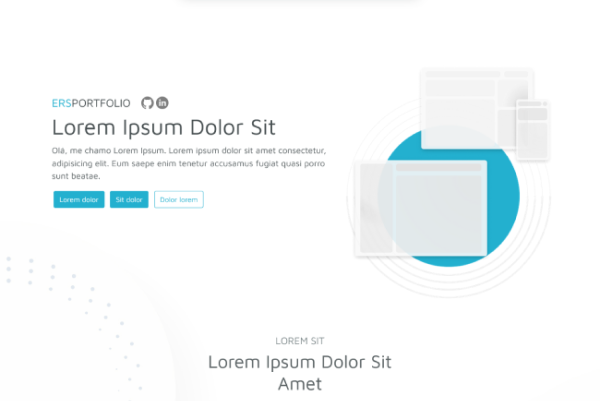 ERSPORTFOLIO
Lorem Ipsum Dolor Sit
Olá, me chamo Lorem Ipsum. Lorem ipsum dolor sit amet consectetur,
adipisicing elit. Eum saepe enim tenetur accusamus fugiat quasi porro
sunt beatae.
Lorem dolor Sit dolor Dolor lorem
LOREM SIT
Lorem Ipsum Dolor Sit
Amet